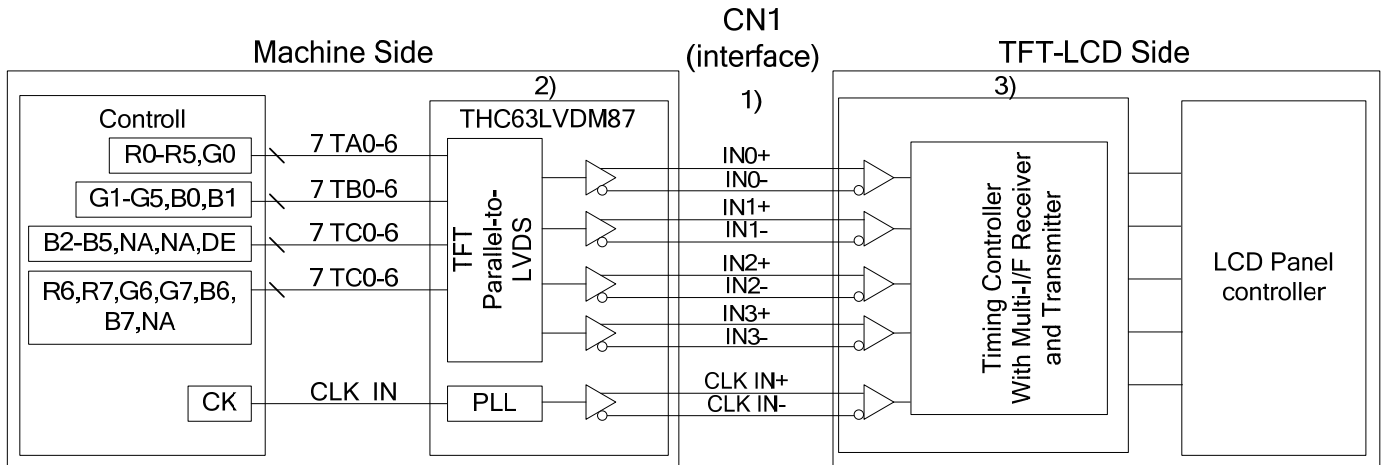 CN1
(interface)
1)
Machine Side
TFT-LCD Side
Controll
R0-R5,G0
G1-G5,B0,B1
B2-B5,NA,NA,DE
R6,R7,G6,G7,B6,
B7,NA
CK
7 TA0-6
7 TB0-6
7 TC0-6
7 TC0-6
CLK IN
2)
THC63LVDM87
TFT
Parallel-to-
LVDS
PLL
IN0+
IN0-
IN1+
IN1-
IN2+
IN2-
IN3+
IN3-
CLK IN+
CLK IN-
3)
Timing Controller
With Multi-I/F Receiver
and Transmitter
LCD Panel
controller